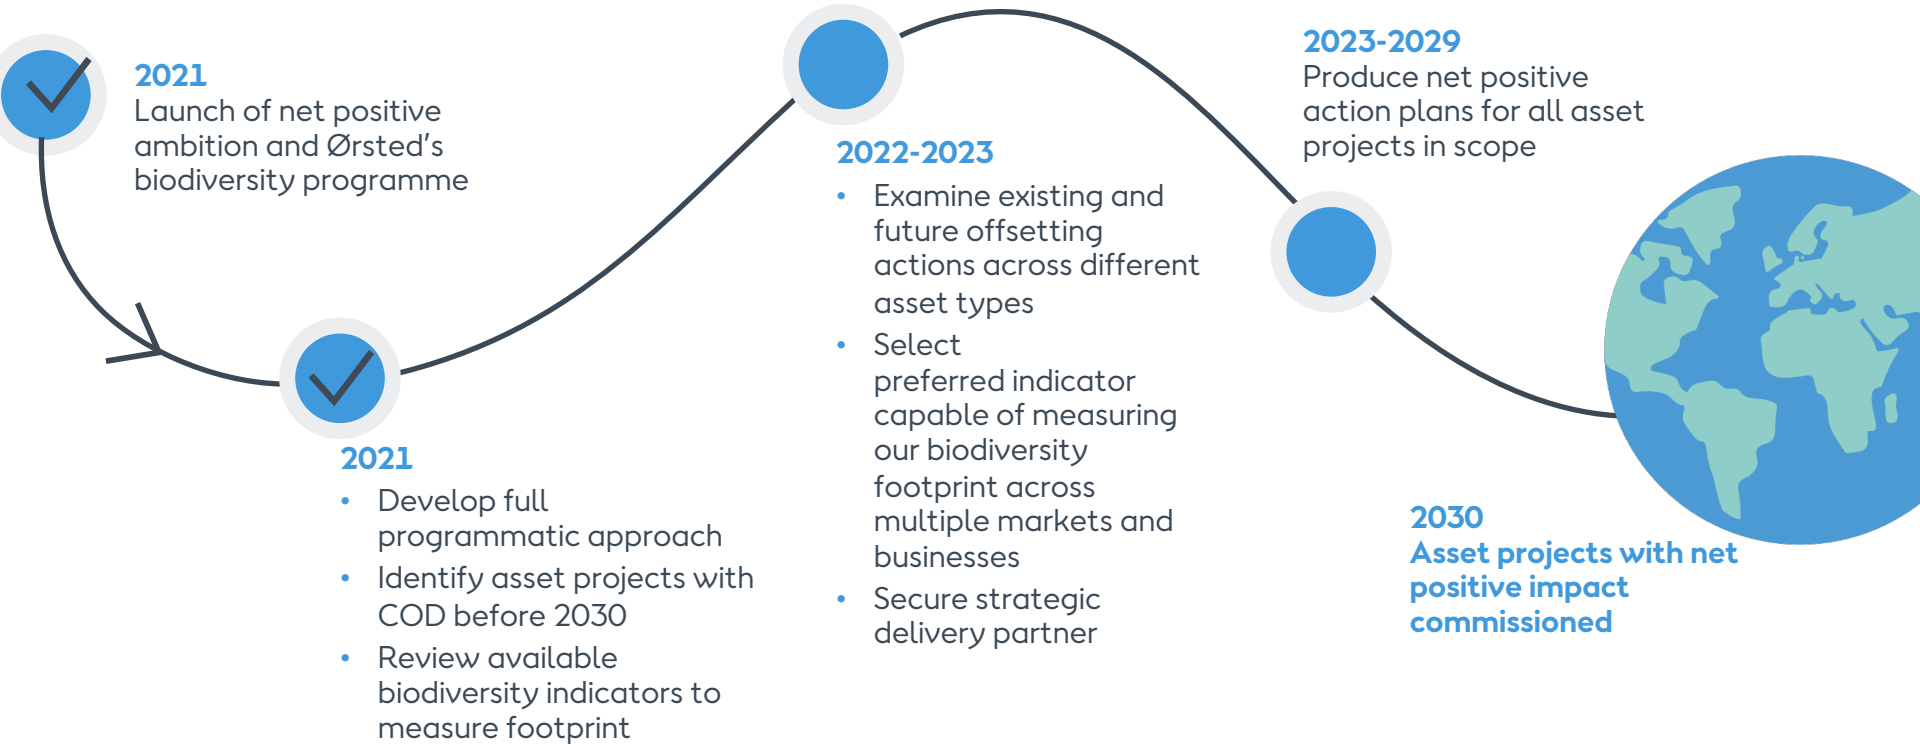 2021
Launch of net positive
ambition and Ørsted's
biodiversity programme
2021
• Develop full
programmatic approach
• Identify asset projects with
COD before 2030
• Review available
biodiversity indicators to
measure footprint
2022-2023
• Examine existing and
future offsetting
actions across different
asset types
• Select
preferred indicator
capable of measuring
our biodiversity
footprint across
multiple markets and
businesses
• Secure strategic
delivery partner
2023-2029
Produce net positive
action plans for all asset
projects in scope
2030
Asset projects with net
positive impact
commissioned